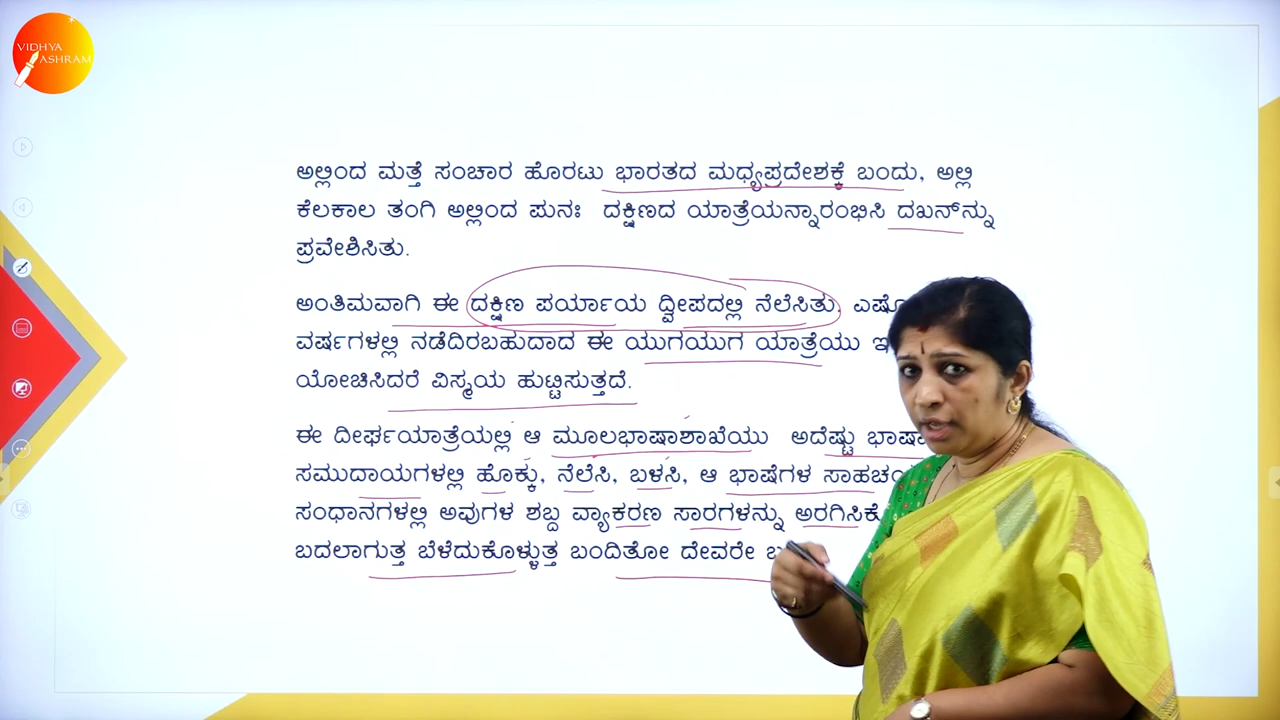 VIDHYA
ASHRAM
ಅಲ್ಲಿಂದ ಮತ್ತೆ ಸಂಚಾರ ಹೊರಟು ಭಾರತದ ಮಧ್ಯಪ್ರದೇಶಕ್ಕೆ ಬಂದು, ಅಲ್ಲಿ
ಕೆಲಕಾಲ ತಂಗಿ ಅಲ್ಲಿಂದ ಪುನಃ ದಕ್ಷಿಣದ ಯಾತ್ರೆಯನ್ನಾರಂಭಿಸಿ ದಖನ್‌ನ್ನು
ಪ್ರವೇಶಿಸಿತು.
ಅಂತಿಮವಾಗಿ ಈ ದಕ್ಷಿಣ ಪರ್ಯಾಯ ದ್ವೀಪದಲ್ಲಿ ನೆಲೆಸಿತು.
ವರ್ಷಗಳಲ್ಲಿ ನಡೆದಿರಬಹುದಾದ ಈ ಯುಗಯುಗ ಯಾತ್ರೆಯು
ಯೋಚಿಸಿದರೆ ವಿಸ್ಮಯ ಹುಟ್ಟಿಸುತ್ತದೆ.
ಈ ದೀರ್ಘಯಾತ್ರೆಯಲ್ಲಿ ಆ ಮೂಲಭಾಷಾಶಾಖೆಯು ಅದೆಷ್ಟು
ಸಮುದಾಯಗಳಲ್ಲಿ ಹೊಕ್ಕು, ನೆಲೆಸಿ, ಬಳಸಿ, ಆ ಭಾಷೆಗಳ
ಸಂಧಾನಗಳಲ್ಲಿ ಅವುಗಳ ಶಬ್ದ ವ್ಯಾಕರಣ ಸಾರಗಳನ್ನು
ಬದಲಾಗುತ್ತ ಬೆಳೆದುಕೊಳ್ಳುತ್ತ ಬಂದಿತೋ ದೇವರೇ